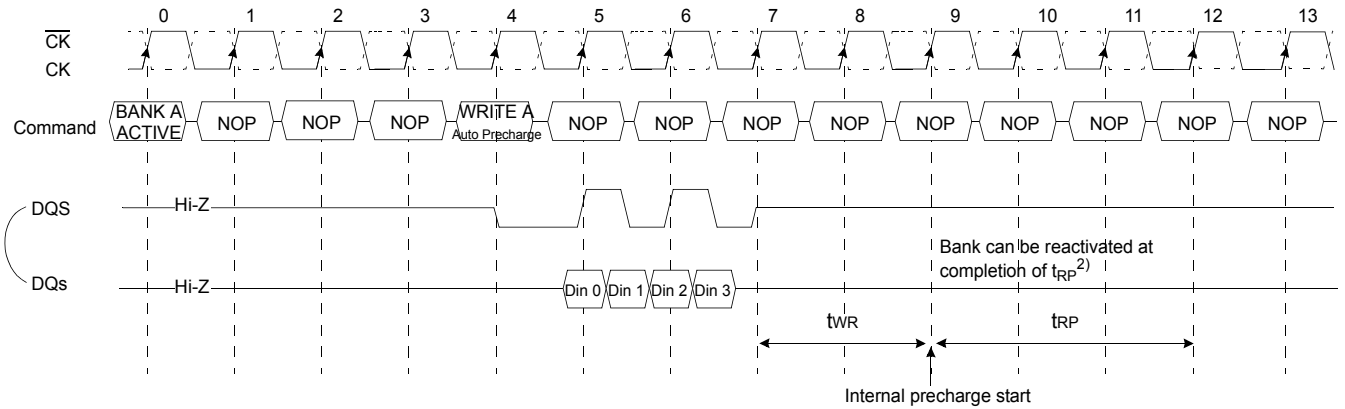 0 1 2 3 4 5 6 7 8 9 10 11 12 13
CK
CK
Command BANK A ACTIVE NOP NOP NOP WRITE A Auto Precharge NOP NOP NOP NOP NOP NOP NOP NOP NOP
DQS Hi-Z
Bank can be reactivated at
completion of tRP2)
DQs Hi-Z Din 0 Din 1 Din 2 Din 3
tWR tRP
Internal precharge start